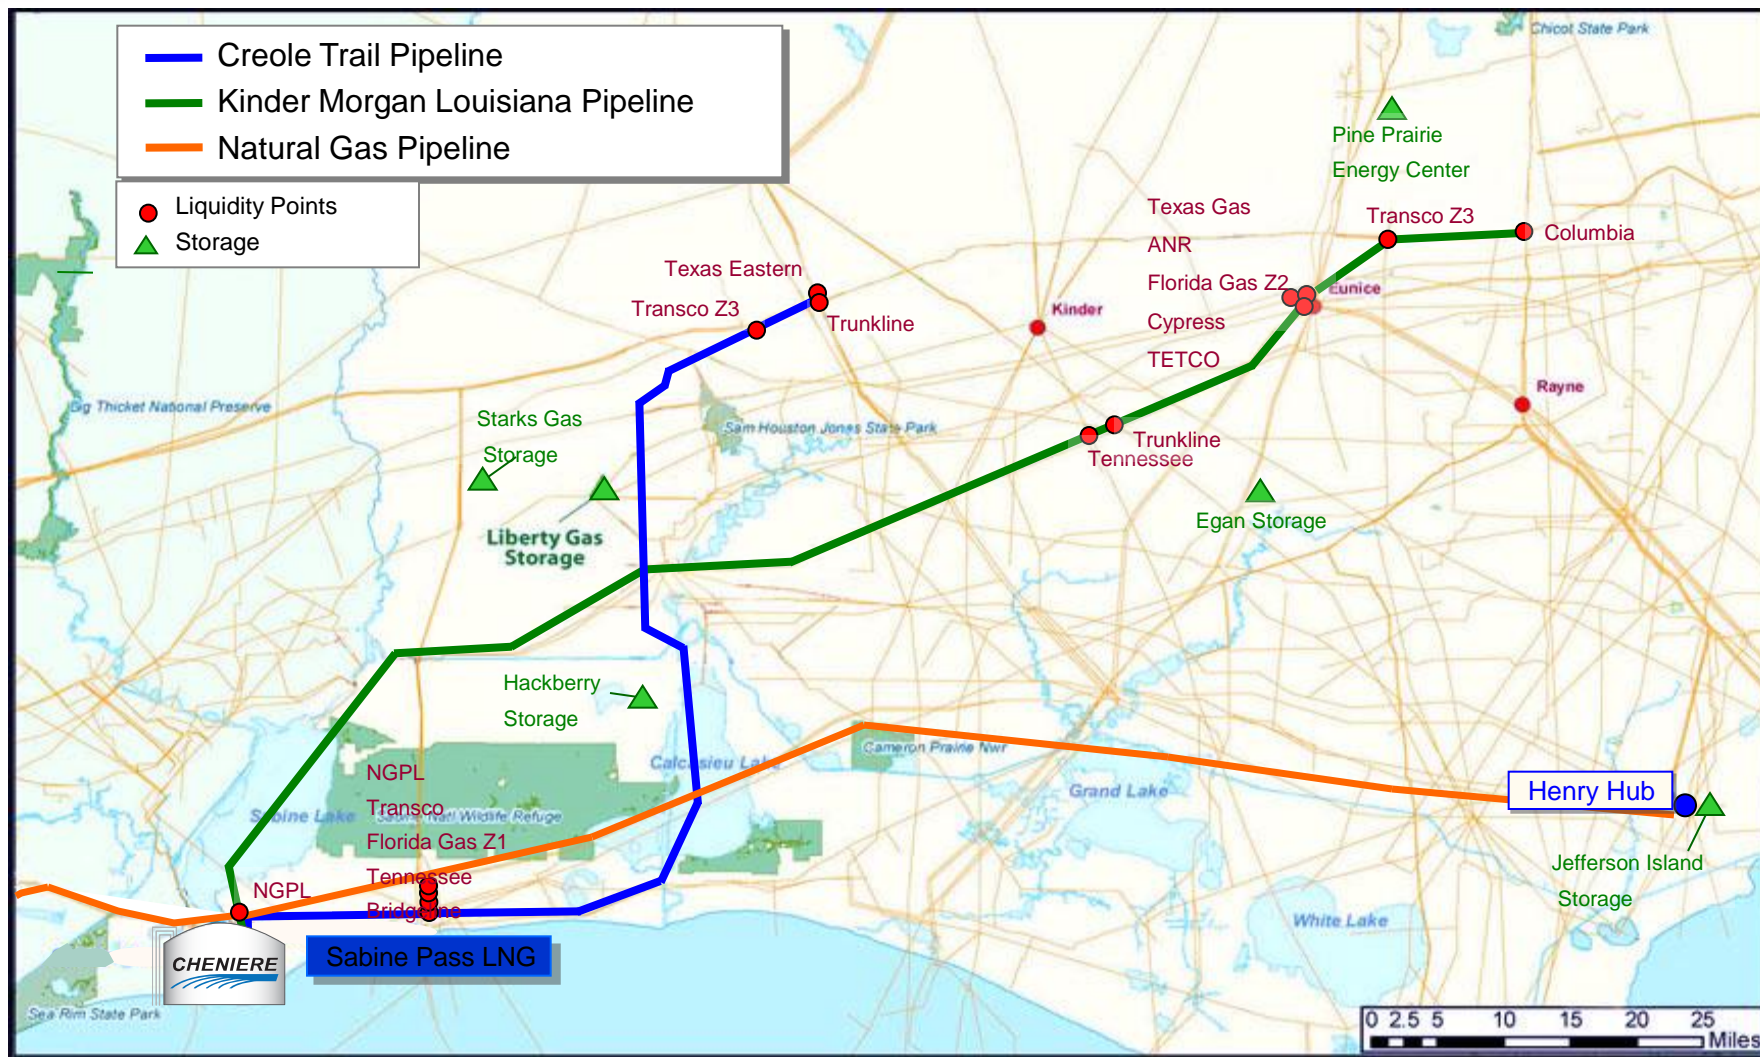 Creole Trail Pipeline
Kinder Morgan Louisiana Pipeline
Natural Gas Pipeline
Liquidity Points
Storage
Chicot State Park
Pine Prairie
Energy Center
Texas Gas
ANR
Florida Gas Z2
Cypress
TETCO
Transco Z3
Columbia
Eunice
Texas Eastern
Transco Z3
Trunkline
Kinder
Rayne
Big Thicket National Preserve
Starks Gas
Storage
Sam Houston Jones State Park
Trunkline
Tennessee
Liberty Gas
Storage
Egan Storage
Hackberry
Storage
Calcasieu Lake
Cameron Prairie Nwr
Grand Lake
NGPL
Transco
Florida Gas Z1
Tennessee
Bridgeline
Sabine Lake
Sabine Natl Wildlife Refuge
Henry Hub
Jefferson Island
Storage
NGPL
White Lake
CHENIERE
Sabine Pass LNG
Sea Rim State Park
0 2.5 5 10 15 20 25
Miles